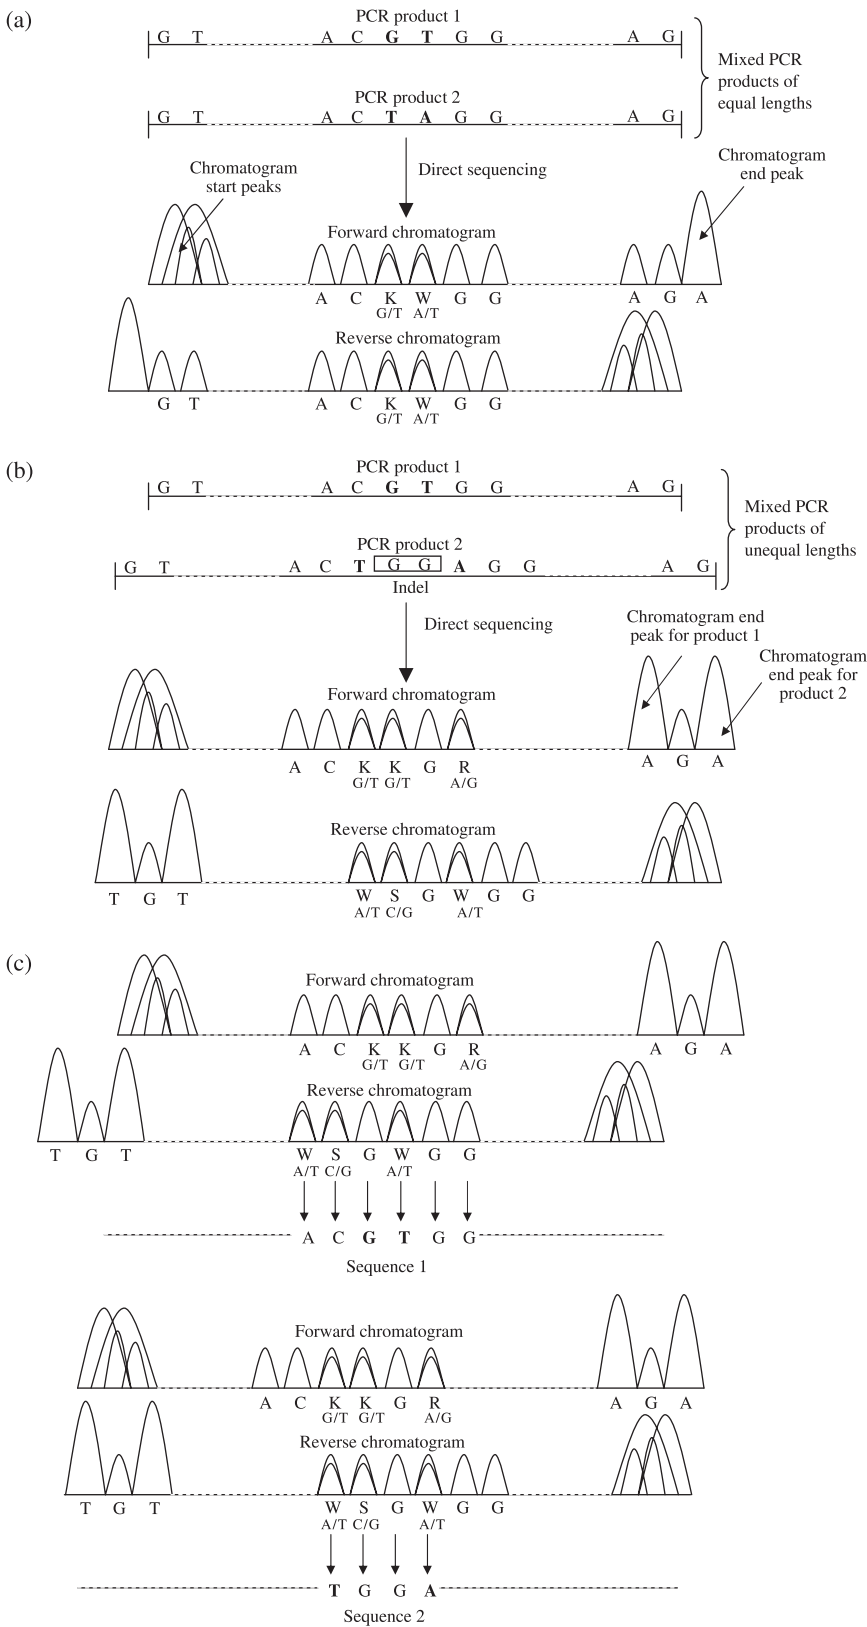 (a)
PCR product 1
G T A C G T G G A G
PCR product 2
G T A C T A G G A G
Mixed PCR
products of
equal lengths
Chromatogram
start peaks
Direct sequencing
Chromatogram
end peak
Forward chromatogram
A C K W G G A G A
G/T A/T
Reverse chromatogram
G T A C K W G G
G/T A/T
(b)
PCR product 1
G T A C G T G G A G
PCR product 2
G T A C T G G A G G A G
Indel
Mixed PCR
products of
unequal lengths
Direct sequencing
Chromatogram end
peak for product 1
Chromatogram
end peak for
product 2
Forward chromatogram
A C K K G R A G A
G/T G/T A/G
Reverse chromatogram
T G T W S G W G G
A/T C/G A/T
(c)
Forward chromatogram
A C K K G R A G A
G/T G/T A/G
Reverse chromatogram
T G T W S G W G G
A/T C/G A/T
A C G T G G
Sequence 1
Forward chromatogram
A C K K G R A G A
G/T G/T A/G
Reverse chromatogram
T G T W S G W G G
A/T C/G A/T
T G G A
Sequence 2